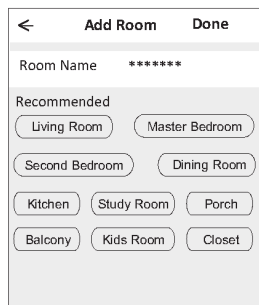 ← Add Room Done
Room Name *******
Recommended
Living Room Master Bedroom
Second Bedroom Dining Room
Kitchen Study Room Porch
Balcony Kids Room Closet